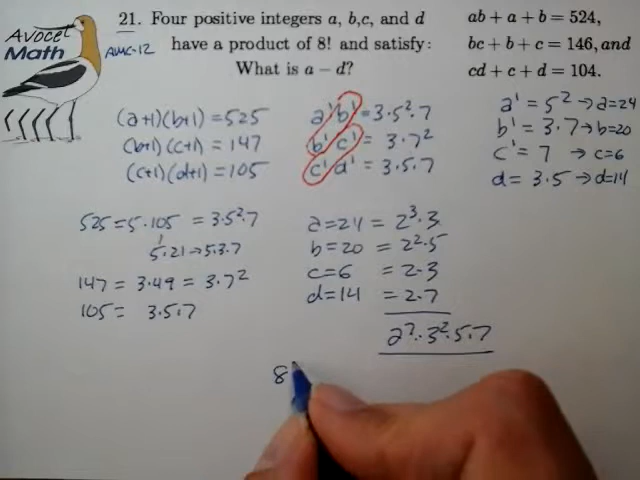 Avocet
Math
AMC-12
21. Four positive integers a, b,c, and d
have a product of 8! and satisfy:
What is a − d?
ab + a + b = 524,
bc + b + c = 146, and
cd + c + d = 104.
(a+1)(b+1) = 525
(b+1)(c+1) = 147
(c+1)(d+1) = 105
a'b' = 3·5²·7
b'c' = 3·7²
c'd' = 3·5·7
a' = 5² → a=24
b' = 3·7 → b=20
c' = 7 → c=6
d = 3·5 → d=14
525 = 5·105 = 3·5²·7
5·21 → 5·3·7
147 = 3·49 = 3·7²
105 = 3·5·7
a=24 = 2³·3
b=20 = 2²·5
c=6 = 2·3
d=14 = 2·7
2⁷·3²·5·7
8